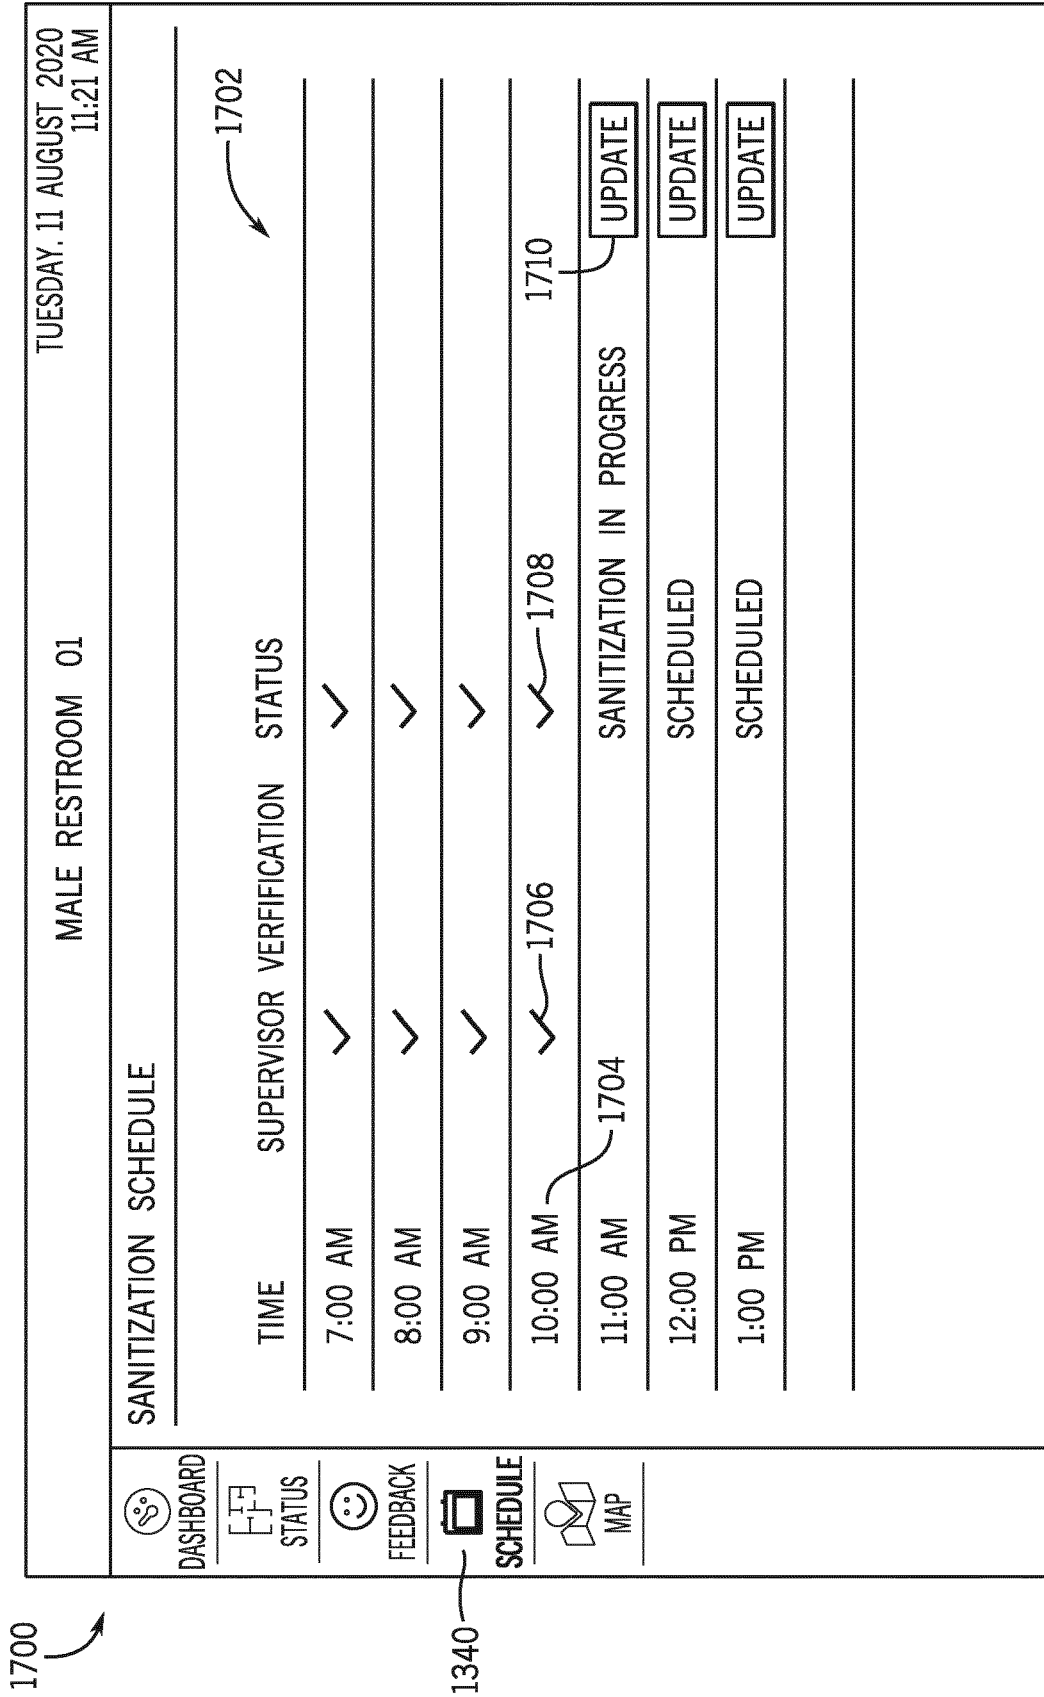 1700
MALE RESTROOM 01
TUESDAY. 11 AUGUST 2020
11:21 AM
DASHBOARD
STATUS
FEEDBACK
1340
SCHEDULE
MAP
SANITIZATION SCHEDULE
1702
TIME SUPERVISOR VERFIFICATION STATUS
7:00 AM ✓ ✓
8:00 AM ✓ ✓
9:00 AM ✓ ✓
10:00 AM ✓ 1706 ✓ 1708 1710
1704
11:00 AM SANITIZATION IN PROGRESS UPDATE
12:00 PM SCHEDULED UPDATE
1:00 PM SCHEDULED UPDATE